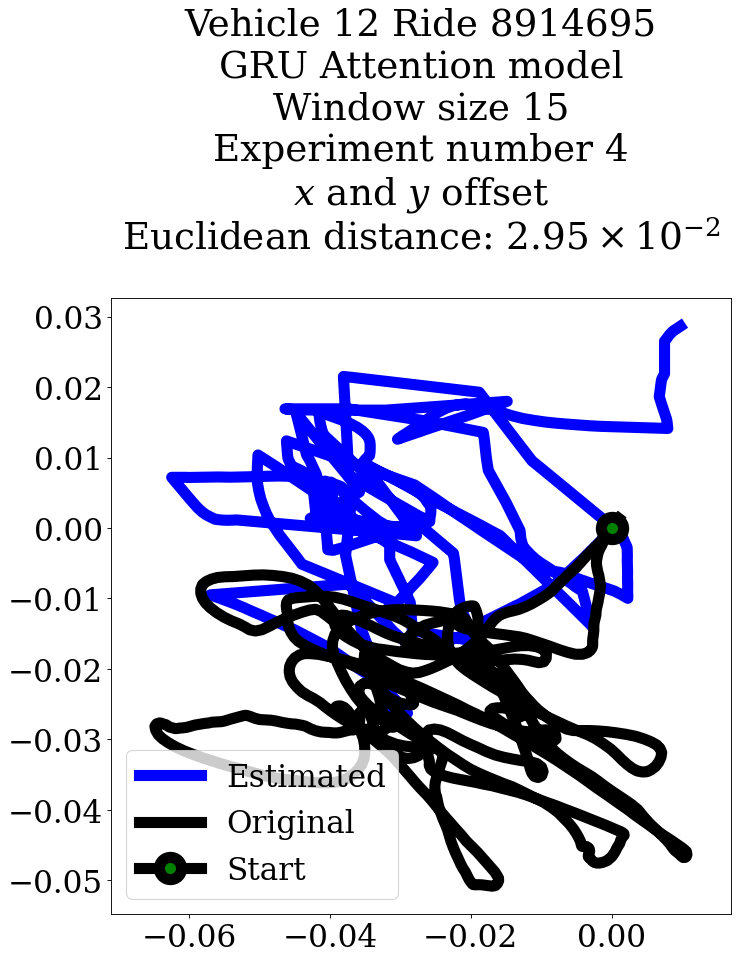 Vehicle 12 Ride 8914695
GRU Attention model
Window size 15
Experiment number 4
x and y offset
Euclidean distance: 2.95 × 10⁻²
0.03
0.02
0.01
0.00
−0.01
−0.02
−0.03
−0.04
−0.05
Estimated
Original
Start
−0.06 −0.04 −0.02 0.00